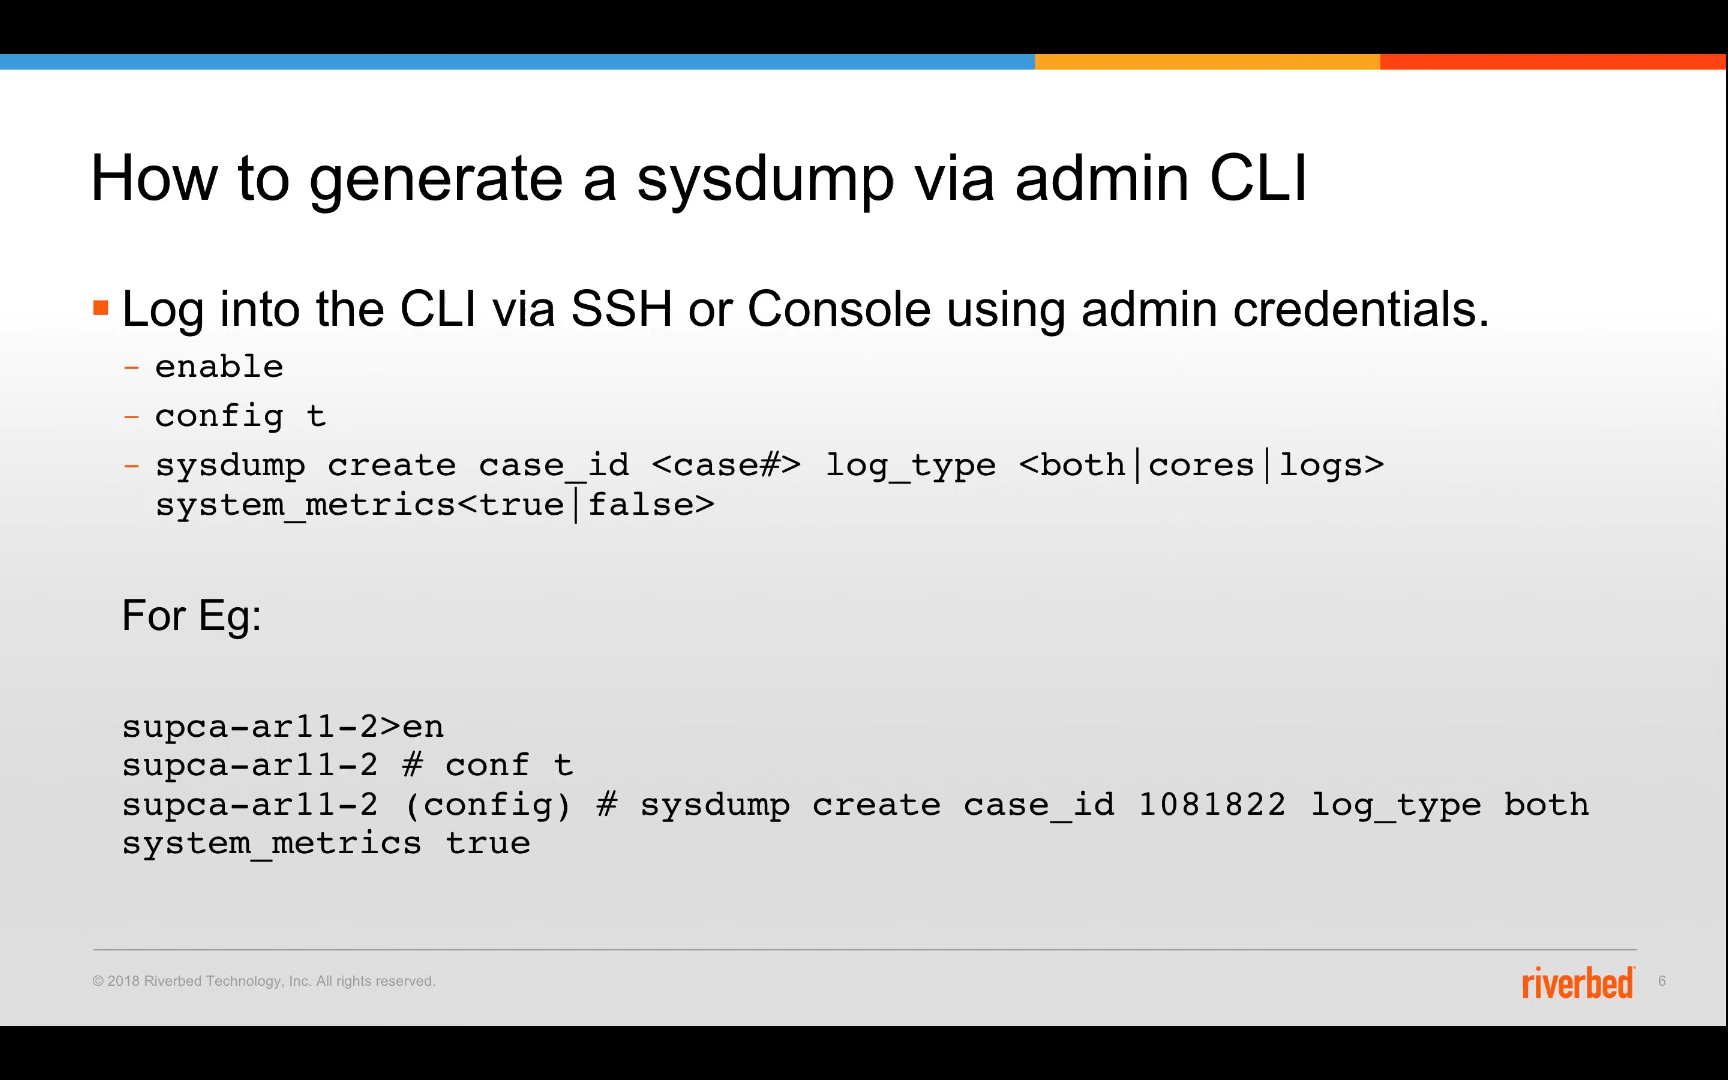 How to generate a sysdump via admin CLI
Log into the CLI via SSH or Console using admin credentials.
– enable
– config t
– sysdump create case_id <case#> log_type <both|cores|logs>
system_metrics<true|false>
For Eg:
supca-ar11-2>en
supca-ar11-2 # conf t
supca-ar11-2 (config) # sysdump create case_id 1081822 log_type both
system_metrics true
© 2018 Riverbed Technology, Inc. All rights reserved.
riverbed
6